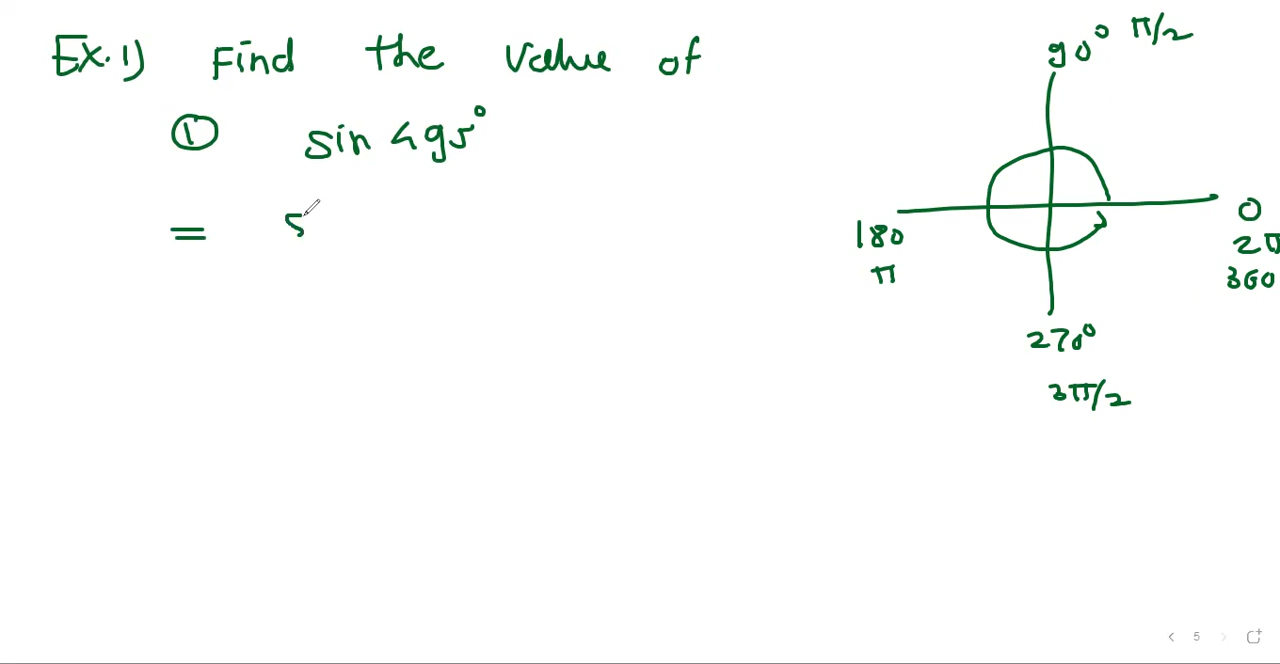 Ex.1) Find the value of
① sin 495°
= s
90° π/2
180
π
0
2π
360
270°
3π/2
5